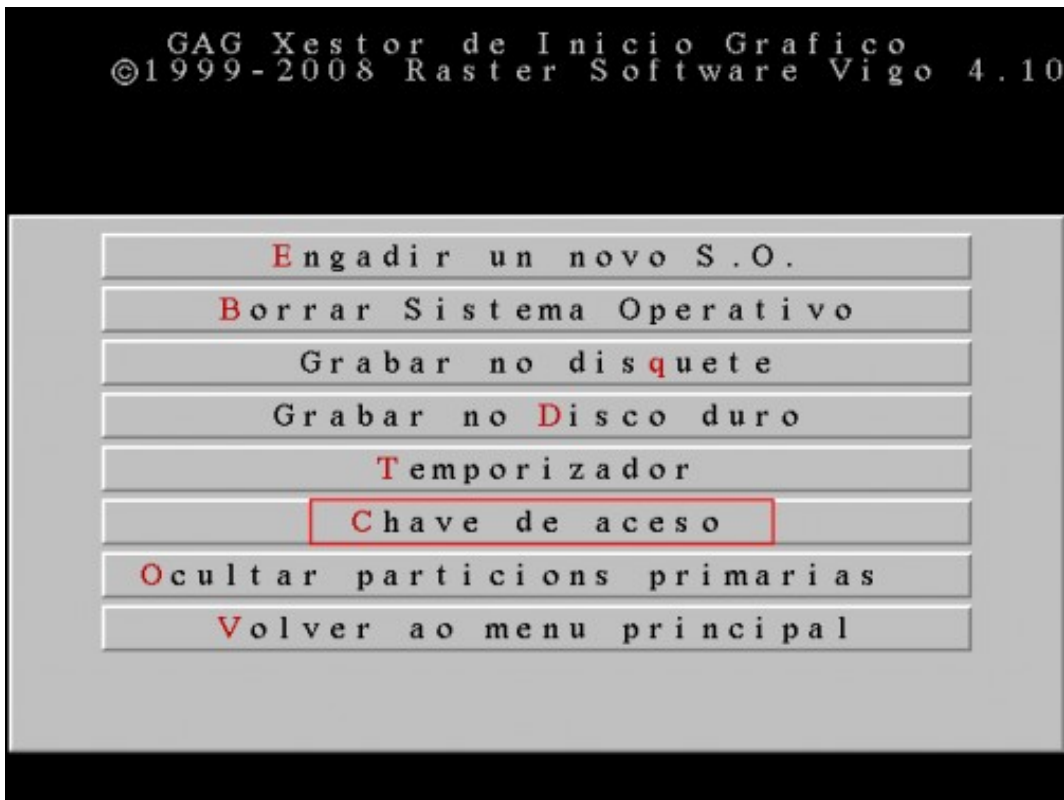 GAG Xestor de Inicio Grafico
©1999-2008 Raster Software Vigo 4.10
Engadir un novo S.O.
Borrar Sistema Operativo
Grabar no disquete
Grabar no Disco duro
Temporizador
Chave de aceso
Ocultar particions primarias
Volver ao menu principal